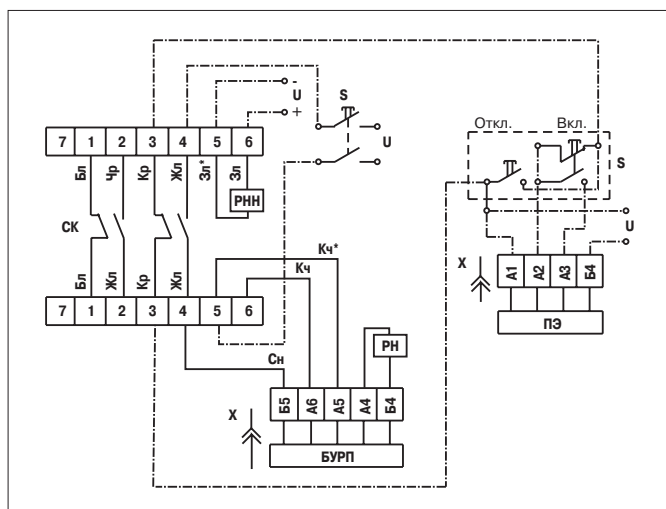 - 
U
+
S
U
Откл. Вкл.
S
U
7 1 2 3 4 5 6
Бл Чр Кр Жл Зл* Зл
РНН
СК
Бл Жл Кр Жл
Кч*
Кч
7 1 2 3 4 5 6
Сн
РН
X
Б5 А6 А5 А4 Б4
БУРП
X
А1 А2 А3 Б4
ПЭ